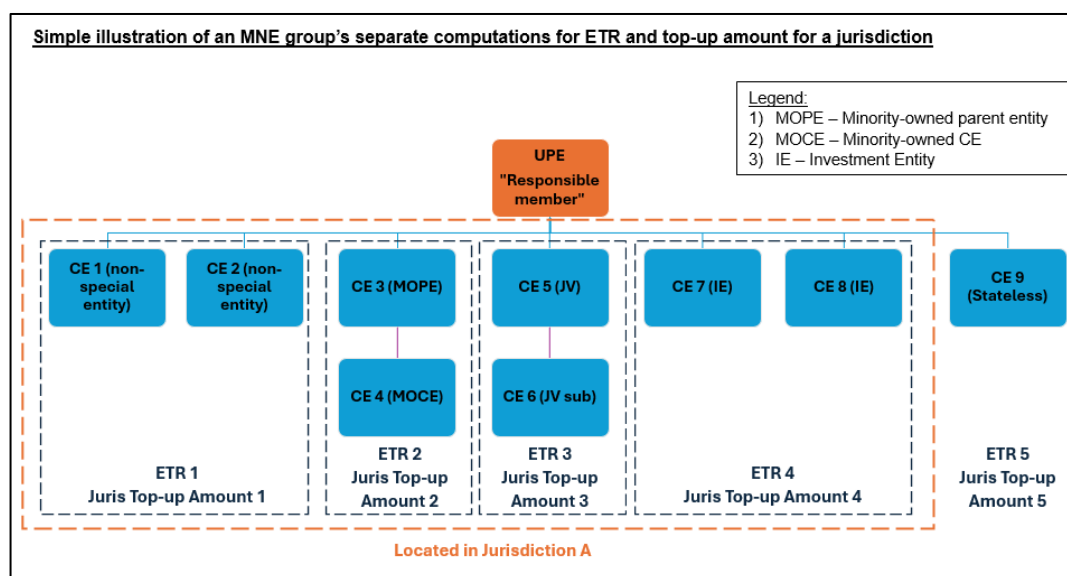 Simple illustration of an MNE group's separate computations for ETR and top-up amount for a jurisdiction
Legend:
1) MOPE – Minority-owned parent entity
2) MOCE – Minority-owned CE
3) IE – Investment Entity
UPE
"Responsible
member"
CE 1 (non-
special
entity)
CE 2 (non-
special
entity)
CE 3 (MOPE)
CE 5 (JV)
CE 7 (IE)
CE 8 (IE)
CE 9
(Stateless)
CE 4 (MOCE)
CE 6 (JV sub)
ETR 1
Juris Top-up Amount 1
ETR 2
Juris Top-up
Amount 2
ETR 3
Juris Top-up
Amount 3
ETR 4
Juris Top-up Amount 4
ETR 5
Juris Top-up
Amount 5
Located in Jurisdiction A